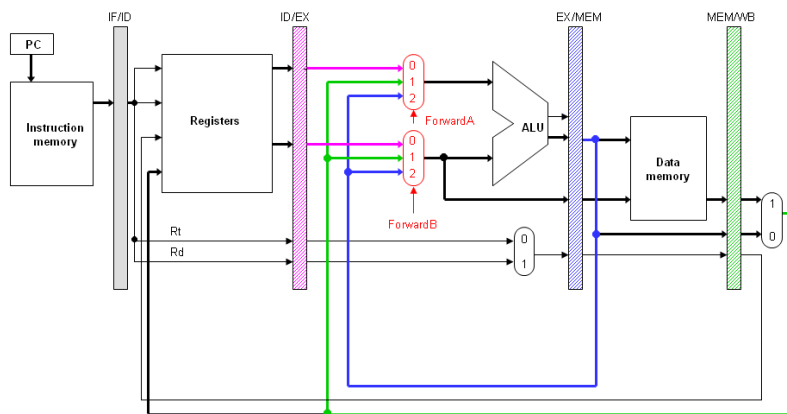 IF/ID
ID/EX
EX/MEM
MEM/WB
PC
Instruction
memory
Registers
0
1
2
ForwardA
0
1
2
ForwardB
ALU
Data
memory
1
0
Rt
Rd
0
1